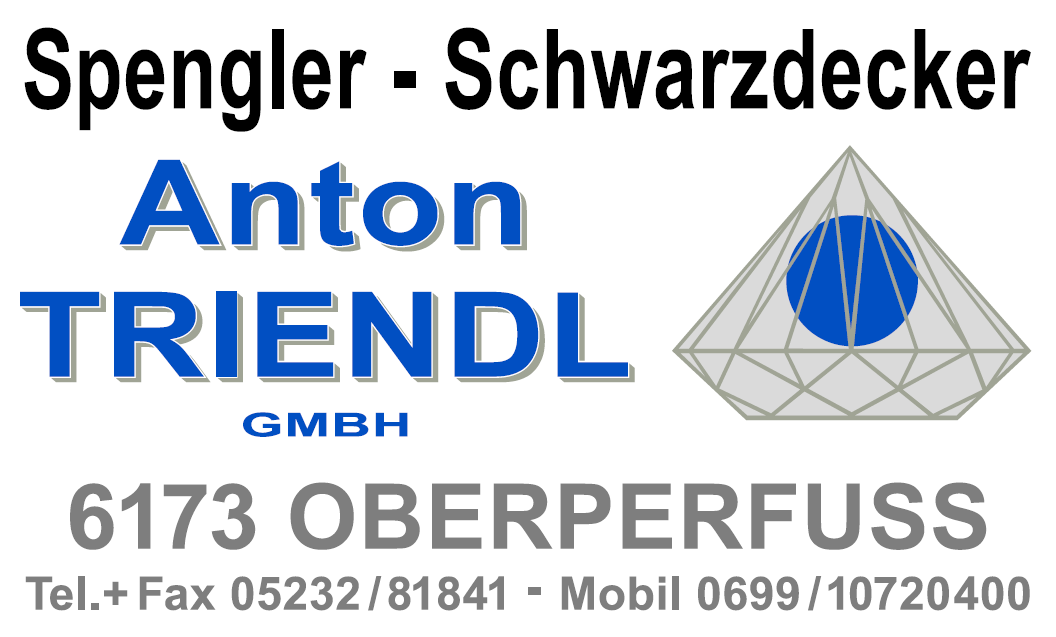 Spengler - Schwarzdecker
Anton
TRIENDL
GMBH
6173 OBERPERFUSS
Tel.+Fax 05232/81841 - Mobil 0699/10720400